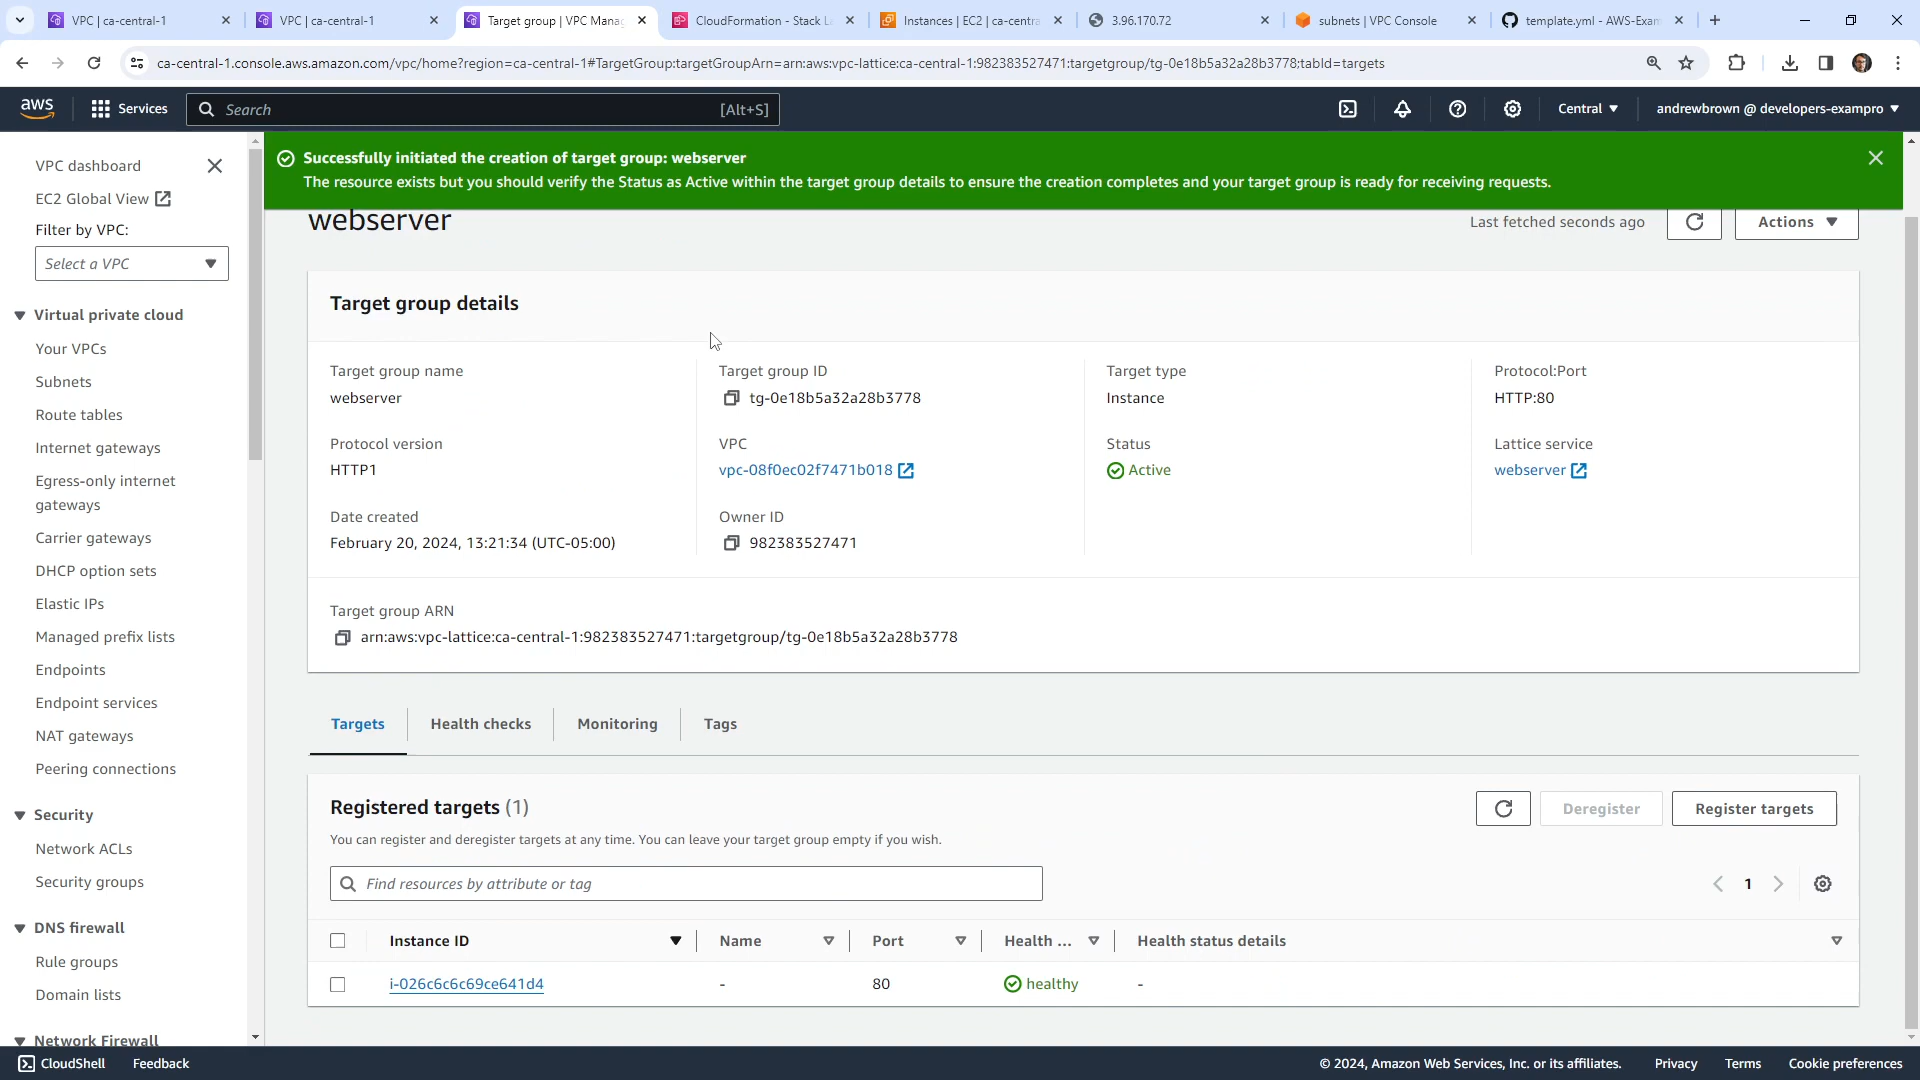 VPC | ca-central-1
VPC | ca-central-1
Target group | VPC Manag
CloudFormation - Stack L
Instances | EC2 | ca-centra
3.96.170.72
subnets | VPC Console
template.yml - AWS-Exam
ca-central-1.console.aws.amazon.com/vpc/home?region=ca-central-1#TargetGroup:targetGroupArn=arn:aws:vpc-lattice:ca-central-1:982383527471:targetgroup/tg-0e18b5a32a28b3778;tabId=targets
aws
Services
Search
[Alt+S]
Central
andrewbrown @ developers-exampro
VPC dashboard
EC2 Global View
Filter by VPC:
Select a VPC
Virtual private cloud
Your VPCs
Subnets
Route tables
Internet gateways
Egress-only internet
gateways
Carrier gateways
DHCP option sets
Elastic IPs
Managed prefix lists
Endpoints
Endpoint services
NAT gateways
Peering connections
Security
Network ACLs
Security groups
DNS firewall
Rule groups
Domain lists
Network Firewall
Successfully initiated the creation of target group: webserver
The resource exists but you should verify the Status as Active within the target group details to ensure the creation completes and your target group is ready for receiving requests.
webserver
Last fetched seconds ago
Actions
Target group details
Target group name
webserver
Target group ID
tg-0e18b5a32a28b3778
Target type
Instance
Protocol:Port
HTTP:80
Protocol version
HTTP1
VPC
vpc-08f0ec02f7471b018
Status
Active
Lattice service
webserver
Date created
February 20, 2024, 13:21:34 (UTC-05:00)
Owner ID
982383527471
Target group ARN
arn:aws:vpc-lattice:ca-central-1:982383527471:targetgroup/tg-0e18b5a32a28b3778
Targets
Health checks
Monitoring
Tags
Registered targets (1)
Deregister
Register targets
You can register and deregister targets at any time. You can leave your target group empty if you wish.
Find resources by attribute or tag
1
Instance ID
Name
Port
Health ...
Health status details
i-026c6c6c69ce641d4
-
80
healthy
-
CloudShell
Feedback
© 2024, Amazon Web Services, Inc. or its affiliates.
Privacy
Terms
Cookie preferences